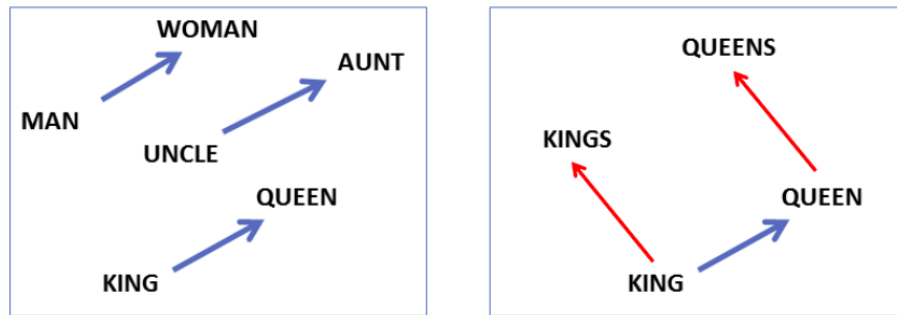 WOMAN
AUNT
MAN
UNCLE
QUEEN
KING
QUEENS
KINGS
QUEEN
KING